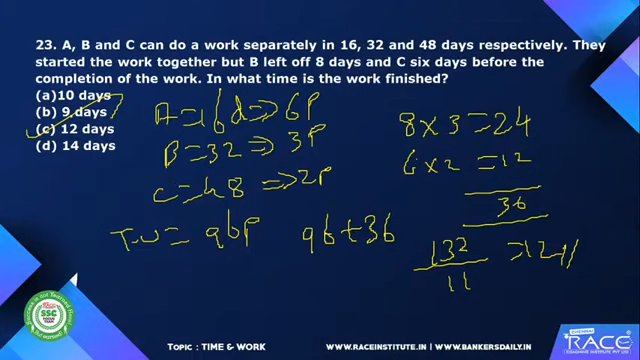 23. A, B and C can do a work separately in 16, 32 and 48 days respectively. They
started the work together but B left off 8 days and C six days before the
completion of the work. In what time is the work finished?
(a)10 days
(b) 9 days
(c) 12 days
(d) 14 days
A = 16d => 6P
B = 32 => 3P
C = 48 => 2P
T.W = 96P
96 + 36
8 x 3 = 24
6 x 2 = 12
36
132
11
SSC
TOPIC : TIME & WORK
WWW.RACEINSTITUTE.IN | WWW.BANKERSDAILY.IN
CHENNAI
RACE